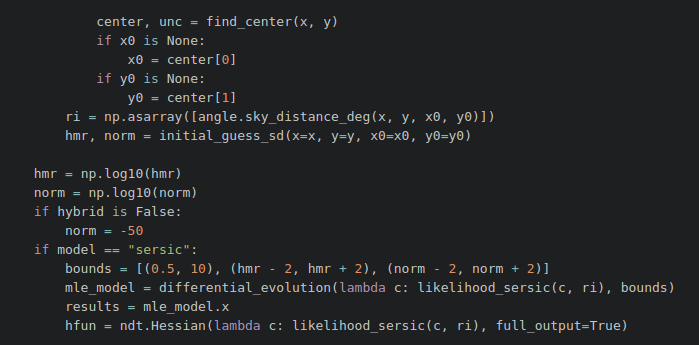 center, unc = find_center(x, y)
if x0 is None:
x0 = center[0]
if y0 is None:
y0 = center[1]
ri = np.asarray([angle.sky_distance_deg(x, y, x0, y0)])
hmr, norm = initial_guess_sd(x=x, y=y, x0=x0, y0=y0)
hmr = np.log10(hmr)
norm = np.log10(norm)
if hybrid is False:
norm = -50
if model == "sersic":
bounds = [(0.5, 10), (hmr - 2, hmr + 2), (norm - 2, norm + 2)]
mle_model = differential_evolution(lambda c: likelihood_sersic(c, ri), bounds)
results = mle_model.x
hfun = ndt.Hessian(lambda c: likelihood_sersic(c, ri), full_output=True)